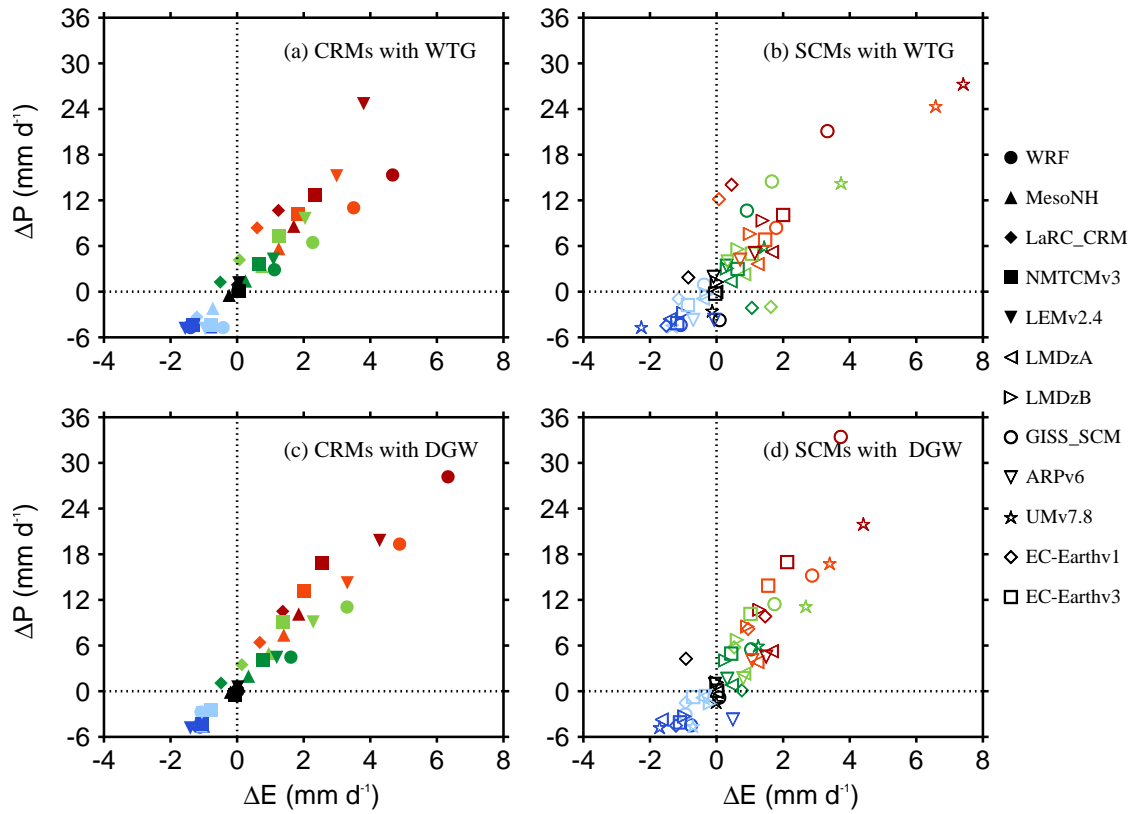 36
30
24
18
12
6
0
-6
ΔP (mm d⁻¹)
(a) CRMs with WTG
-4 -2 0 2 4 6 8
36
30
24
18
12
6
0
-6
(b) SCMs with WTG
-4 -2 0 2 4 6 8
36
30
24
18
12
6
0
-6
ΔP (mm d⁻¹)
(c) CRMs with DGW
-4 -2 0 2 4 6 8
ΔE (mm d⁻¹)
36
30
24
18
12
6
0
-6
(d) SCMs with DGW
-4 -2 0 2 4 6 8
ΔE (mm d⁻¹)
WRF
MesoNH
LaRC_CRM
NMTCMv3
LEMv2.4
LMDzA
LMDzB
GISS_SCM
ARPv6
UMv7.8
EC-Earthv1
EC-Earthv3